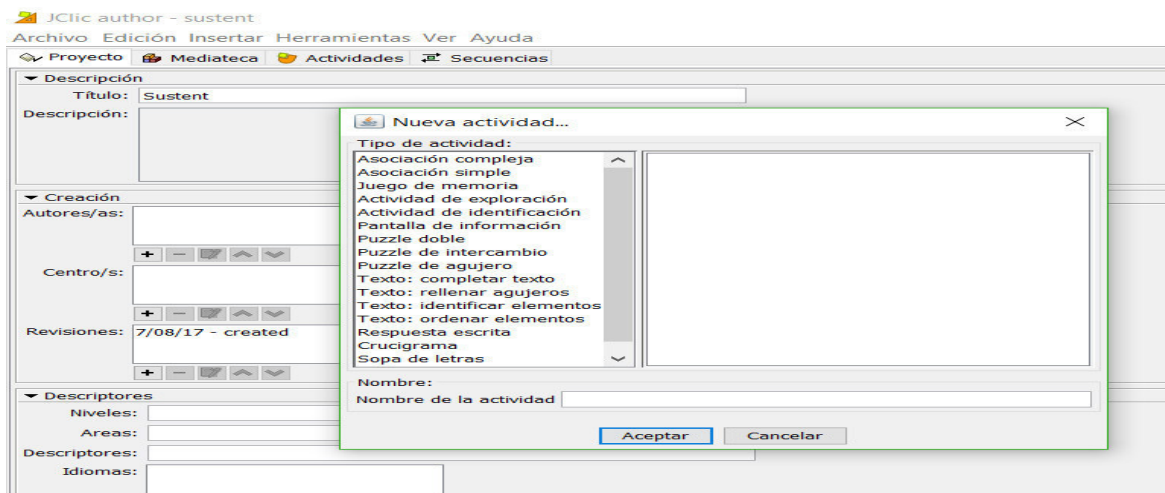 JClic author - sustent
Archivo Edición Insertar Herramientas Ver Ayuda
Proyecto Mediateca Actividades Secuencias
Descripción
Título: Sustent
Descripción:
Creación
Autores/as:
Centro/s:
Revisiones: 7/08/17 - created
Descriptores
Niveles:
Areas:
Descriptores:
Idiomas:
Nueva actividad...
Tipo de actividad:
Asociación compleja
Asociación simple
Juego de memoria
Actividad de exploración
Actividad de identificación
Pantalla de información
Puzzle doble
Puzzle de intercambio
Puzzle de agujero
Texto: completar texto
Texto: rellenar agujeros
Texto: identificar elementos
Texto: ordenar elementos
Respuesta escrita
Crucigrama
Sopa de letras
Nombre:
Nombre de la actividad
Aceptar Cancelar